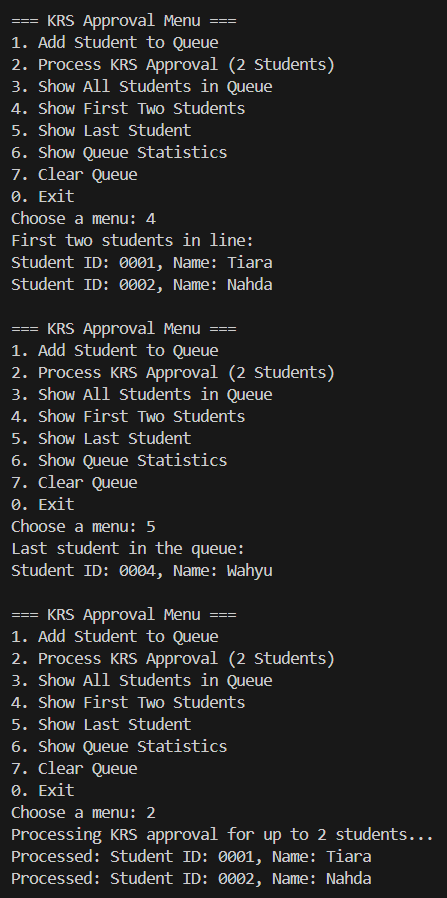 === KRS Approval Menu ===
1. Add Student to Queue
2. Process KRS Approval (2 Students)
3. Show All Students in Queue
4. Show First Two Students
5. Show Last Student
6. Show Queue Statistics
7. Clear Queue
0. Exit
Choose a menu: 4
First two students in line:
Student ID: 0001, Name: Tiara
Student ID: 0002, Name: Nahda

=== KRS Approval Menu ===
1. Add Student to Queue
2. Process KRS Approval (2 Students)
3. Show All Students in Queue
4. Show First Two Students
5. Show Last Student
6. Show Queue Statistics
7. Clear Queue
0. Exit
Choose a menu: 5
Last student in the queue:
Student ID: 0004, Name: Wahyu

=== KRS Approval Menu ===
1. Add Student to Queue
2. Process KRS Approval (2 Students)
3. Show All Students in Queue
4. Show First Two Students
5. Show Last Student
6. Show Queue Statistics
7. Clear Queue
0. Exit
Choose a menu: 2
Processing KRS approval for up to 2 students...
Processed: Student ID: 0001, Name: Tiara
Processed: Student ID: 0002, Name: Nahda